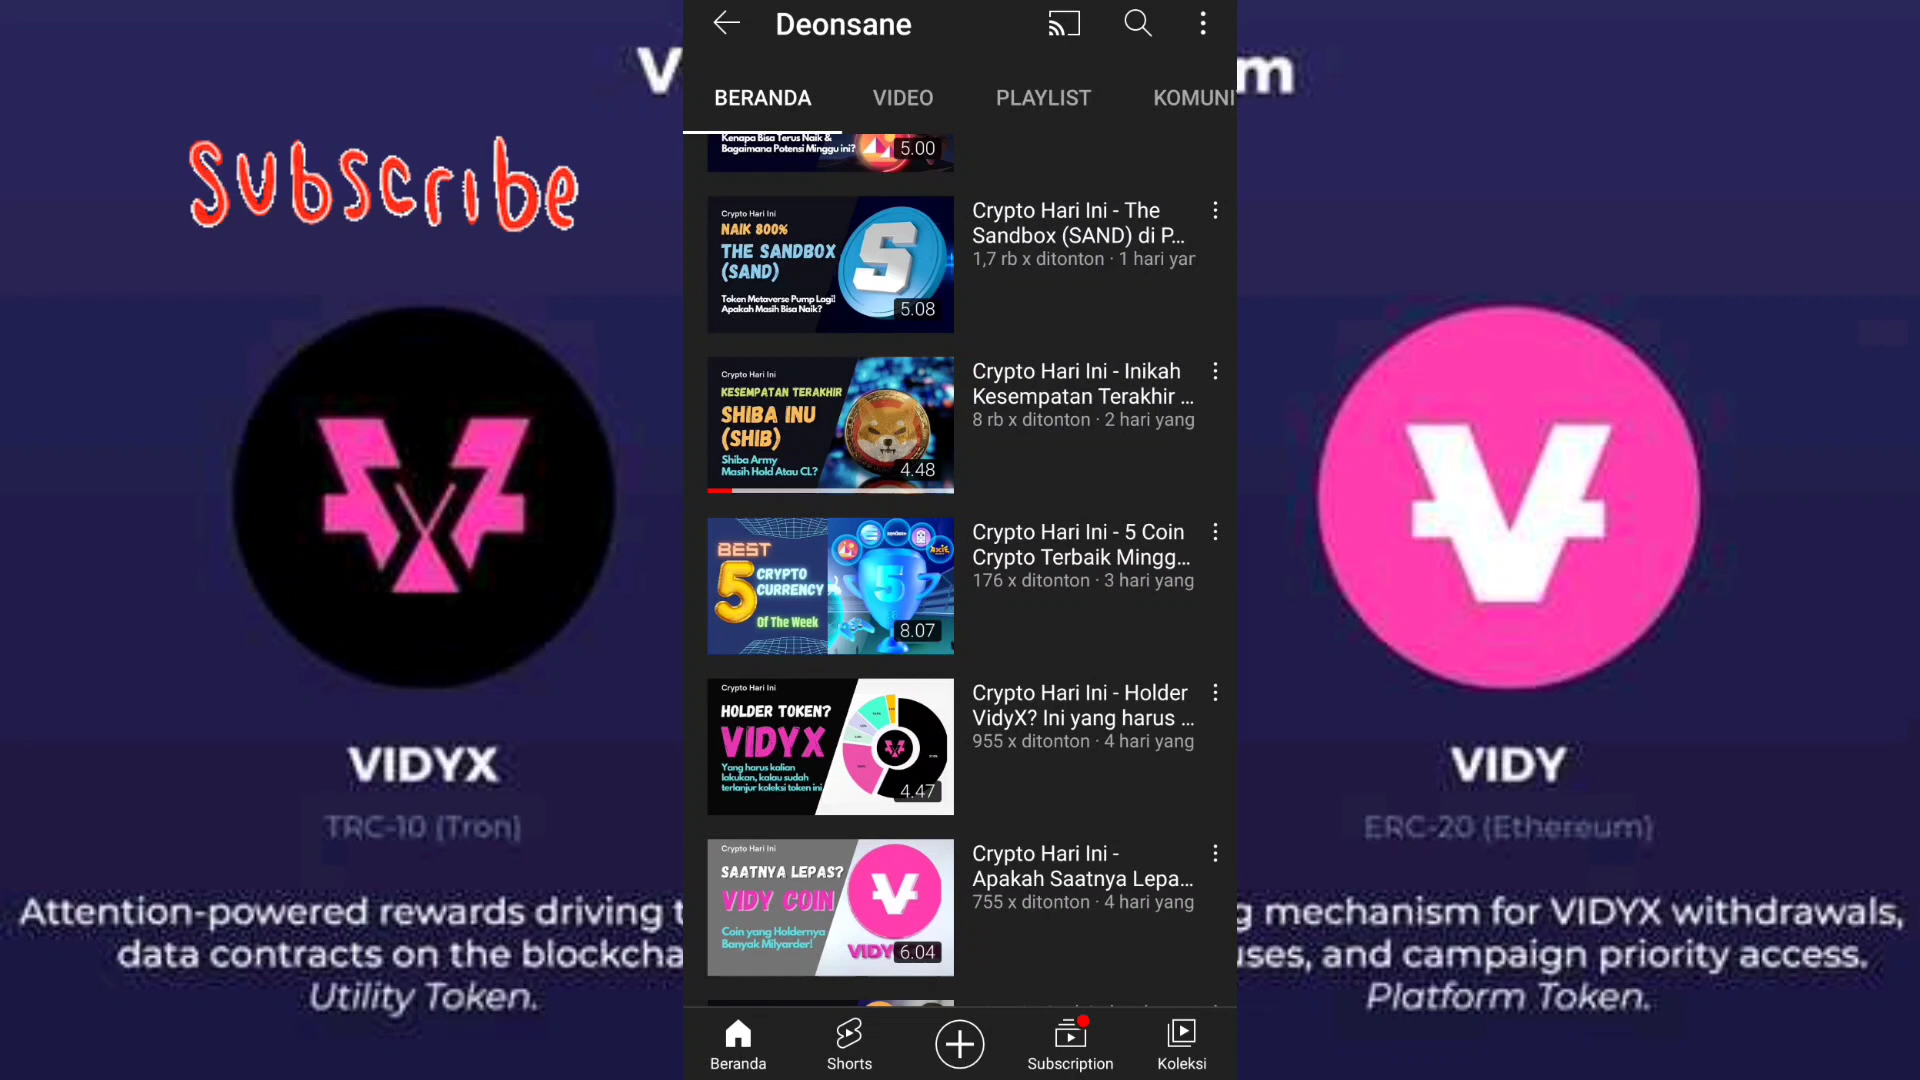 Deonsane
BERANDA
VIDEO
PLAYLIST
KOMUNI
Kenapa Bisa Terus Naik &
Bagaimana Potensi Minggu ini?
5.00
Subscribe
Crypto Hari Ini
NAIK 800%
THE SANDBOX
(SAND)
Token Metaverse Pump Lagi!
Apakah Masih Bisa Naik?
5.08
Crypto Hari Ini - The
Sandbox (SAND) di P...
1,7 rb x ditonton · 1 hari yar
Crypto Hari Ini
KESEMPATAN TERAKHIR
SHIBA INU
(SHIB)
Shiba Army
Masih Hold Atau CL?
4.48
Crypto Hari Ini - Inikah
Kesempatan Terakhir ...
8 rb x ditonton · 2 hari yang
BEST
5 CRYPTO
CURRENCY
Of The Week
5
8.07
Crypto Hari Ini - 5 Coin
Crypto Terbaik Mingg...
176 x ditonton · 3 hari yang
Crypto Hari Ini
HOLDER TOKEN?
VIDYX
Yang harus kalian
lakukan, kalau sudah
terlanjur koleksi token ini
4.47
Crypto Hari Ini - Holder
VidyX? Ini yang harus ...
955 x ditonton · 4 hari yang
Crypto Hari Ini
SAATNYA LEPAS?
VIDY COIN
Coin yang Holdernya
Banyak Milyarder!
VIDY
6.04
Crypto Hari Ini -
Apakah Saatnya Lepa...
755 x ditonton · 4 hari yang
Beranda
Shorts
Subscription
Koleksi
VIDYX
TRC-10 (Tron)
Attention-powered rewards driving
data contracts on the blockcha
Utility Token.
VIDY
ERC-20 (Ethereum)
g mechanism for VIDYX withdrawals,
uses, and campaign priority access.
Platform Token.